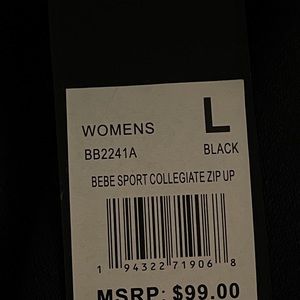 WOMENS L
BB2241A BLACK
BEBE SPORT COLLEGIATE ZIP UP
1 94322 71906 8
MSRP: $99.00